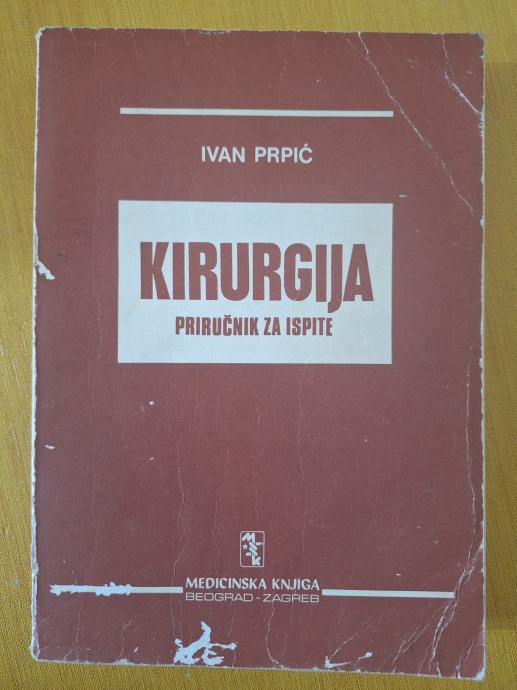 IVAN PRPIĆ
KIRURGIJA
PRIRUČNIK ZA ISPITE
MEDICINSKA KNJIGA
BEOGRAD - ZAGREB